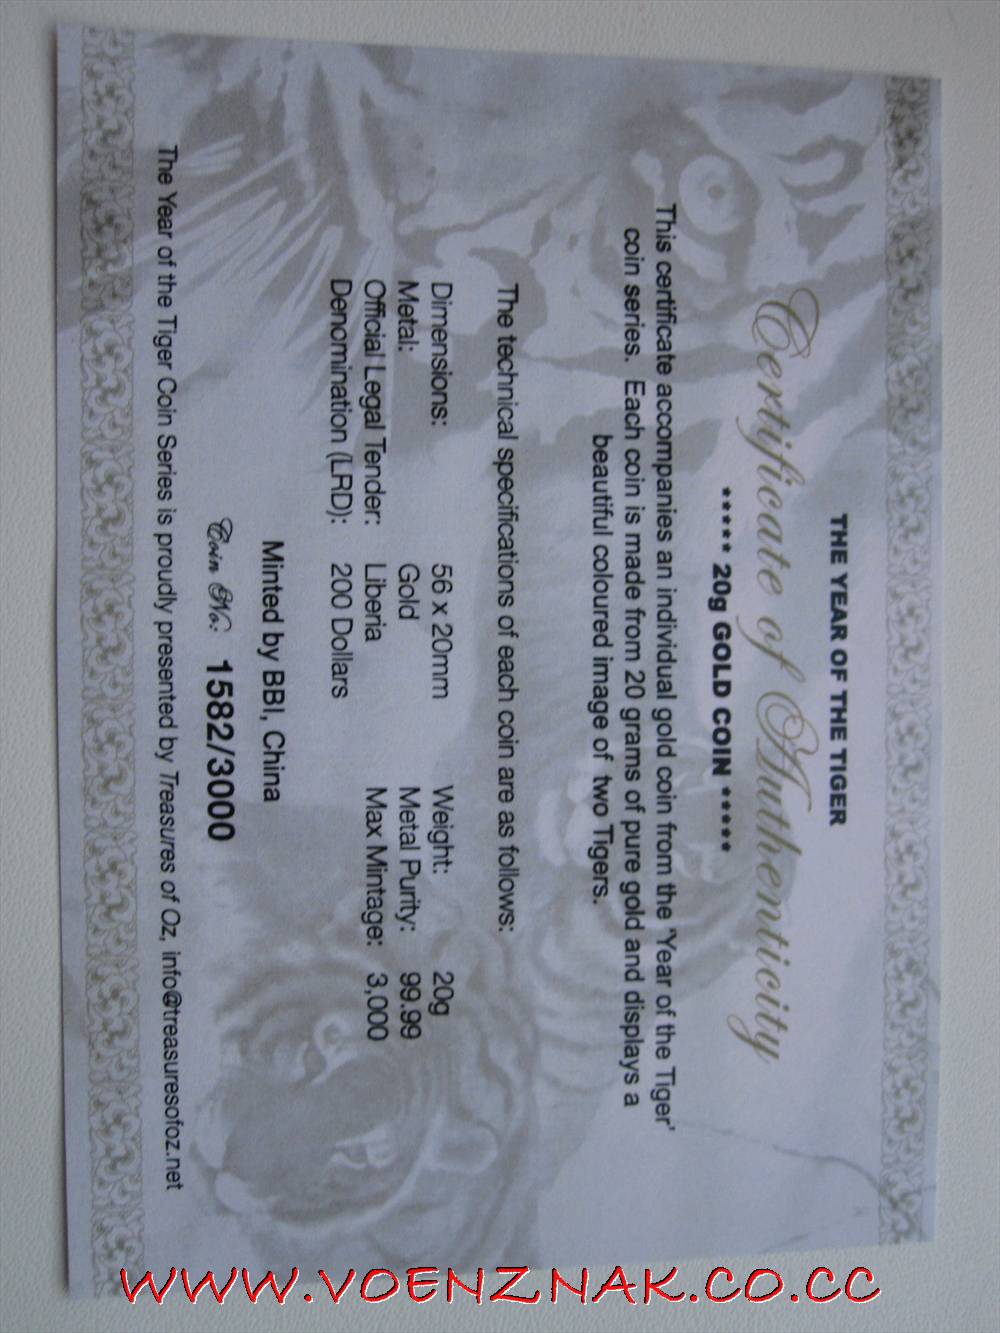 THE YEAR OF THE TIGER
Certificate of Authenticity
***** 20g GOLD COIN *****
This certificate accompanies an individual gold coin from the 'Year of the Tiger'
coin series. Each coin is made from 20 grams of pure gold and displays a
beautiful coloured image of two Tigers.
The technical specifications of each coin are as follows:
Dimensions: 56 x 20mm Weight: 20g
Metal: Gold Metal Purity: 99.99
Official Legal Tender: Liberia Max Mintage: 3,000
Denomination (LRD): 200 Dollars
Minted by BBI, China
Coin No: 1582/3000
The Year of the Tiger Coin Series is proudly presented by Treasures of Oz, info@treasuresofoz.net
WWW.VOENZNAK.CO.CC